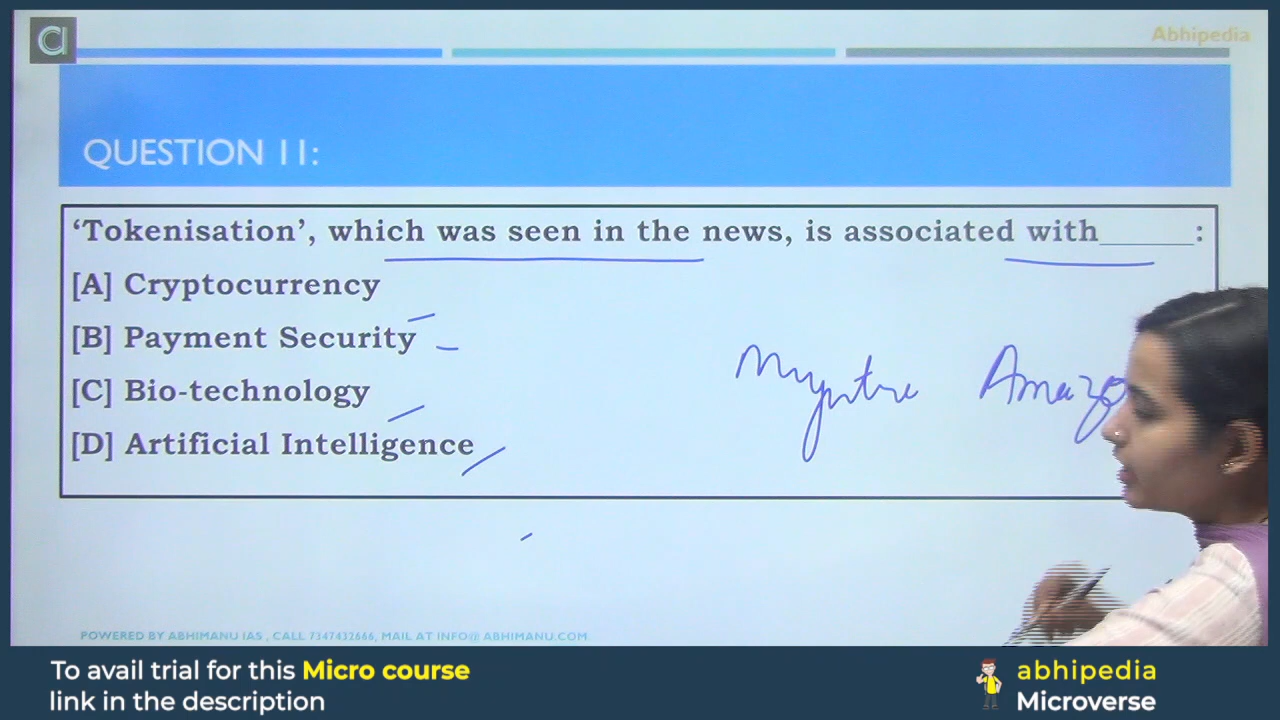 Abhipedia
QUESTION 11:
‘Tokenisation’, which was seen in the news, is associated with______:
[A] Cryptocurrency
[B] Payment Security
[C] Bio-technology
[D] Artificial Intelligence
Myntra Amazo
POWERED BY ABHIMANU IAS , CALL 7347432666, MAIL AT INFO@ABHIMANU.COM
To avail trial for this Micro course
link in the description
abhipedia
Microverse